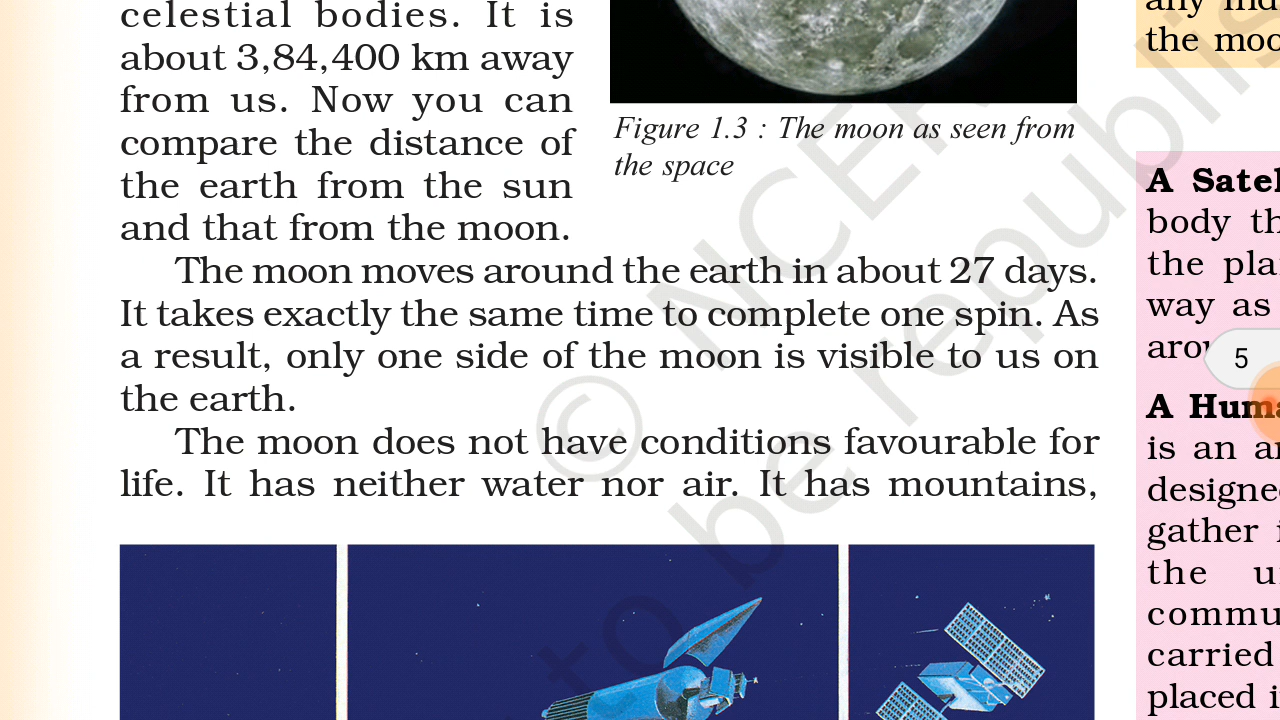 celestial bodies. It is
about 3,84,400 km away
from us. Now you can
compare the distance of
the earth from the sun
and that from the moon.
Figure 1.3 : The moon as seen from
the space
The moon moves around the earth in about 27 days.
It takes exactly the same time to complete one spin. As
a result, only one side of the moon is visible to us on
the earth.
The moon does not have conditions favourable for
life. It has neither water nor air. It has mountains,
the
A
body
the
way as
A
is an
designe
gather
the
commu
carried
placed
5
© NCER
to be republis